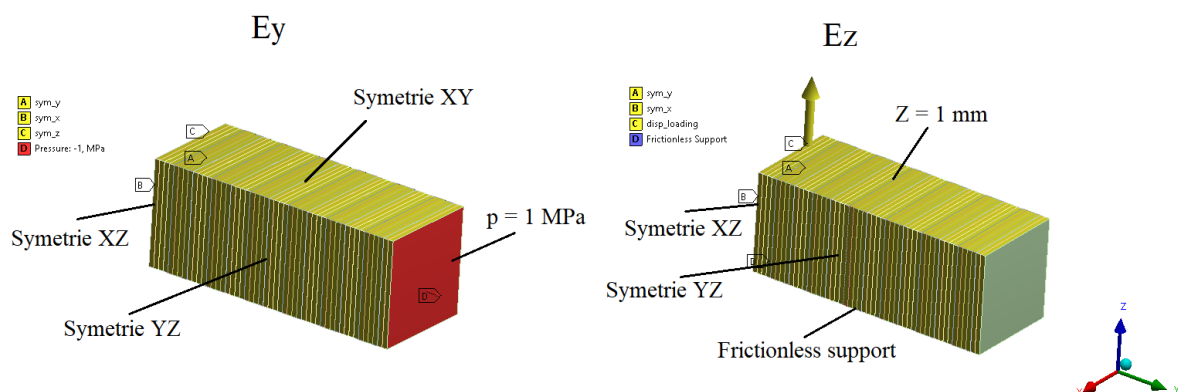 Ey
A sym_y
B sym_x
C sym_z
D Pressure: -1, MPa
C
A
B
D
Symetrie XY
Symetrie XZ
p = 1 MPa
Symetrie YZ
Ez
A sym_y
B sym_x
C disp_loading
D Frictionless Support
C
A
B
Z = 1 mm
Symetrie XZ
Symetrie YZ
Frictionless support
Z
X
Y